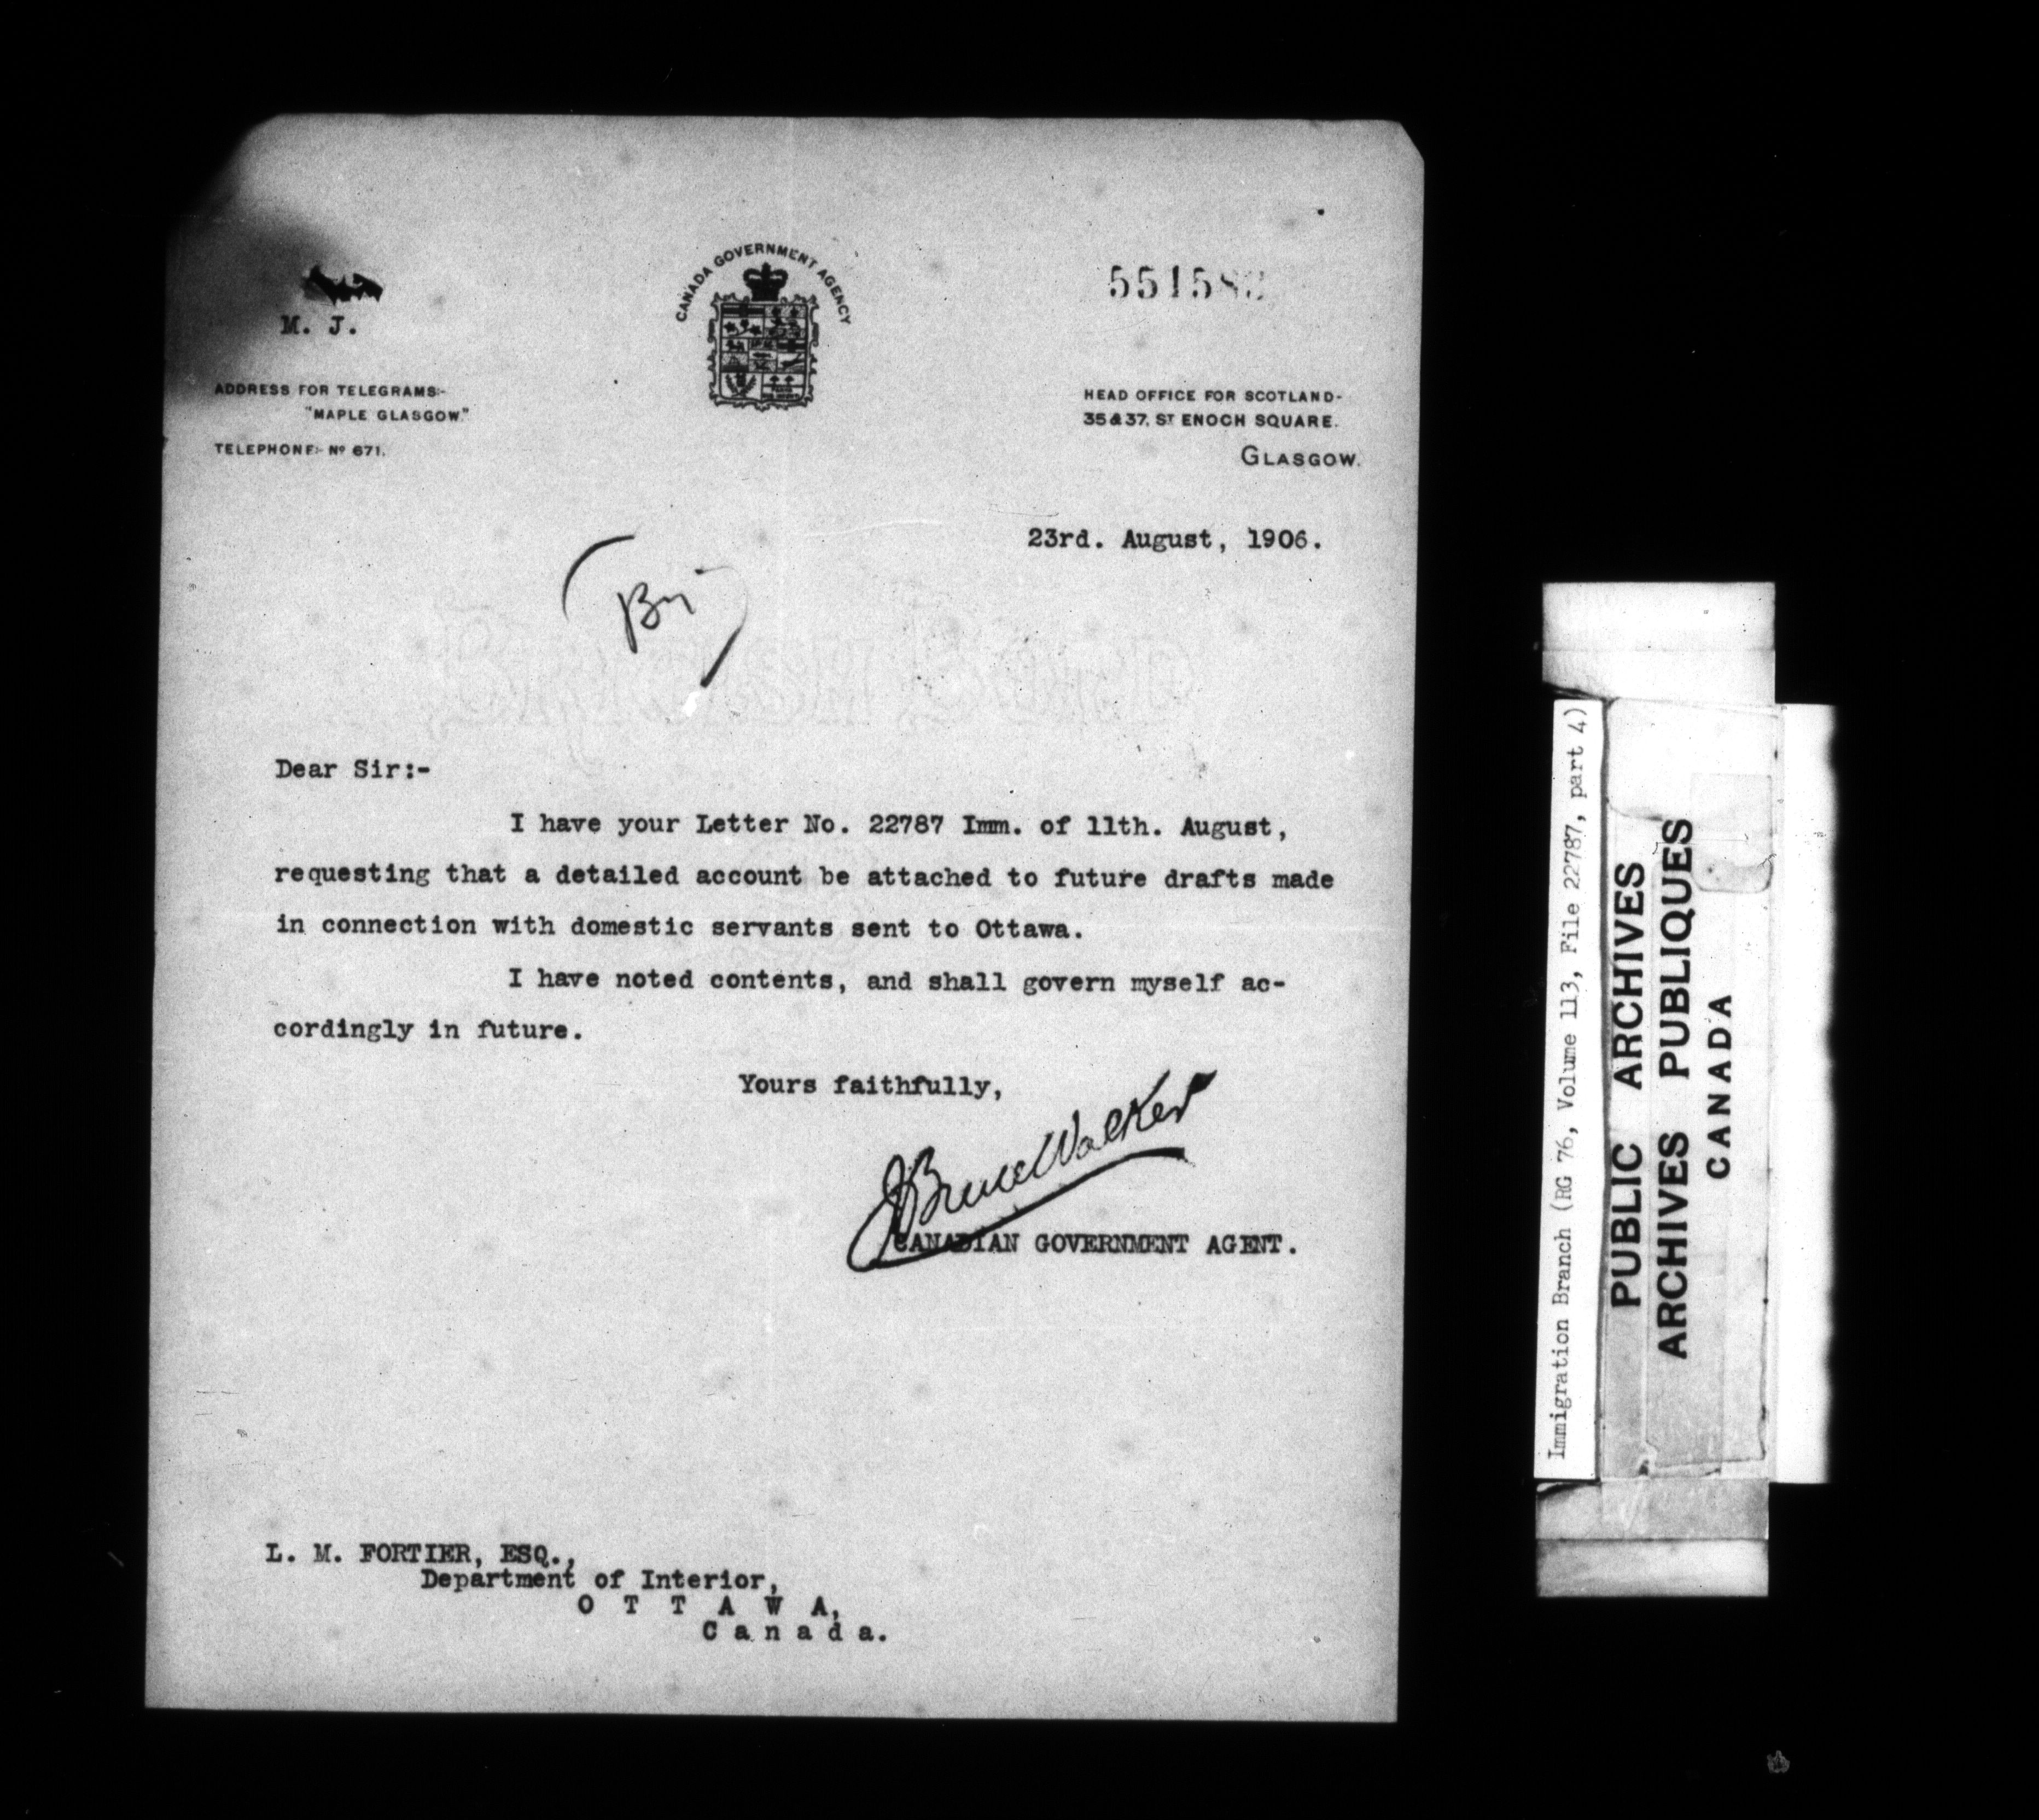 CANADA GOVERNMENT AGENCY
M. J.
ADDRESS FOR TELEGRAMS:-
"MAPLE GLASGOW."
TELEPHONE:- Nº 671.
HEAD OFFICE FOR SCOTLAND-
35 & 37, ST ENOCH SQUARE.
GLASGOW.
23rd. August, 1906.
Dear Sir:-
I have your Letter No. 22787 Imm. of 11th. August,
requesting that a detailed account be attached to future drafts made
in connection with domestic servants sent to Ottawa.
I have noted contents, and shall govern myself ac-
cordingly in future.
Yours faithfully,
J Bruce Walker
CANADIAN GOVERNMENT AGENT.
L. M. FORTIER, ESQ.,
Department of Interior,
O T T A W A,
C a n a d a.
Immigration Branch (RG 76, Volume 113, File 22787, part 4)
PUBLIC ARCHIVES
ARCHIVES PUBLIQUES
CANADA